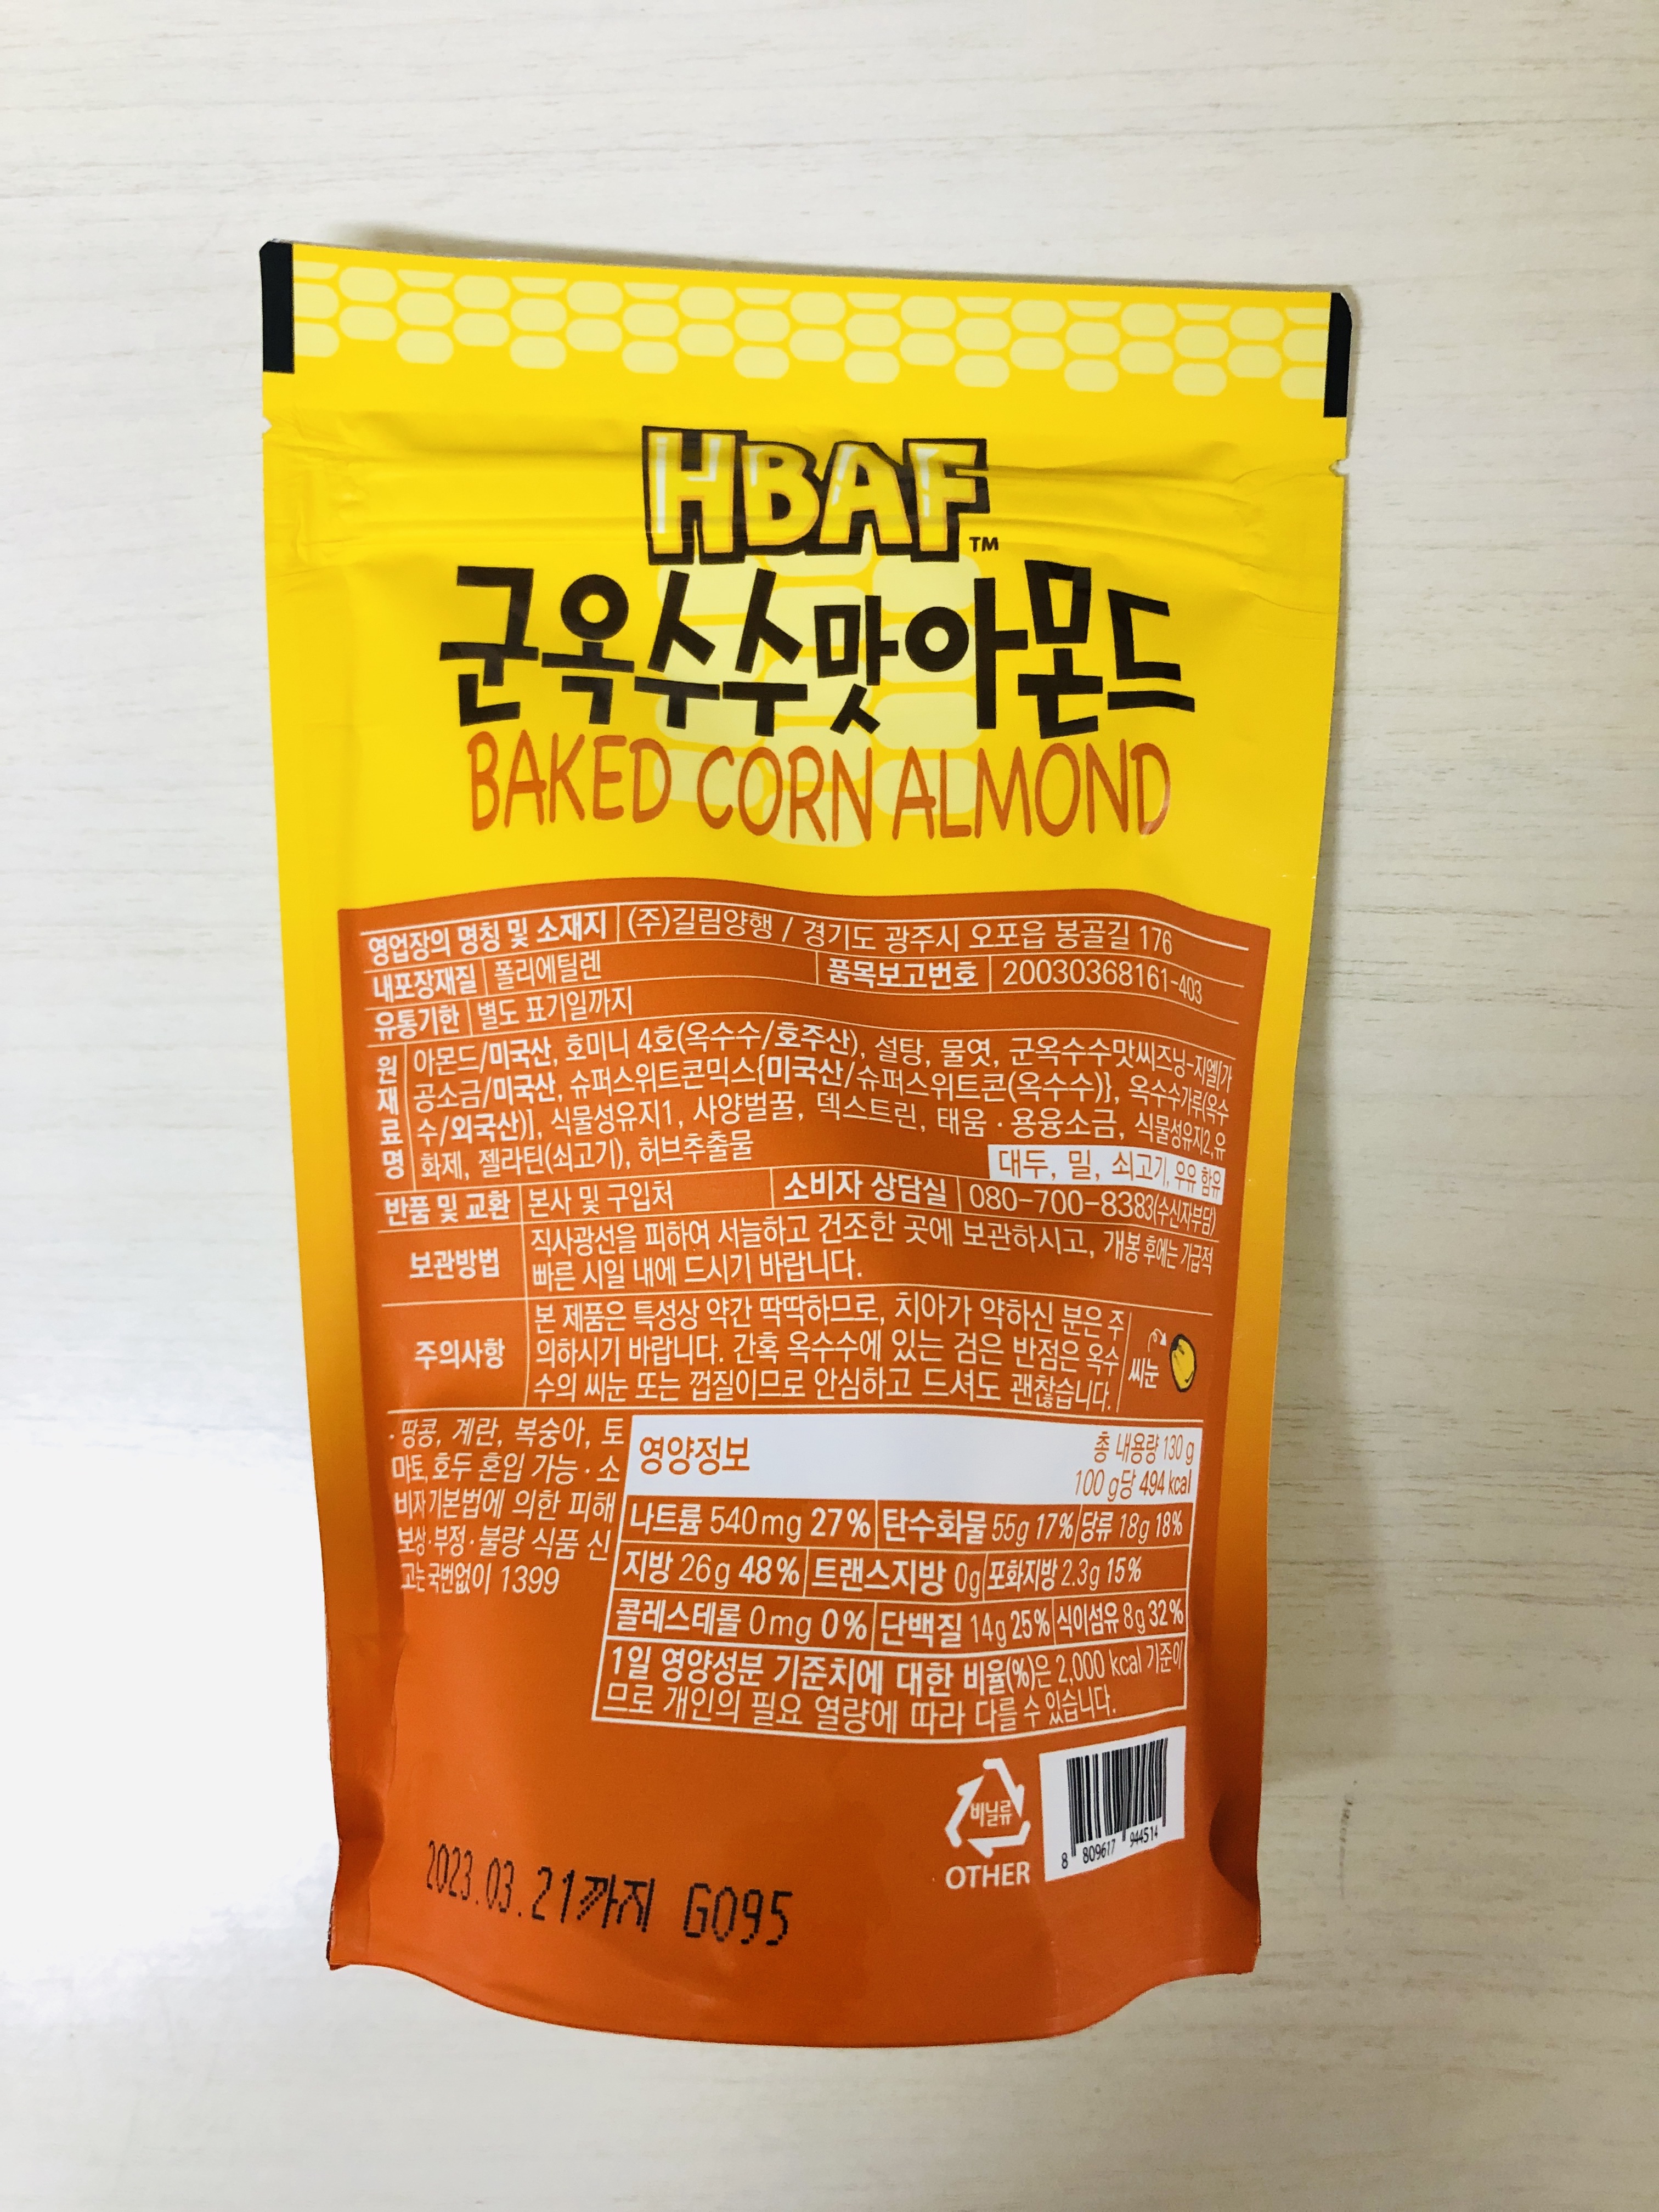 HBAF TM
군옥수수맛아몬드
BAKED CORN ALMOND
영업장의 명칭 및 소재지 (주)길림양행 / 경기도 광주시 오포읍 봉골길 176
내포장재질 폴리에틸렌 품목보고번호 20030368161-403
유통기한 별도 표기일까지
원재료명 아몬드/미국산, 호미니 4호(옥수수/호주산), 설탕, 물엿, 군옥수수맛씨즈닝-지엘[가
공소금/미국산, 슈퍼스위트콘믹스{미국산/슈퍼스위트콘(옥수수)}, 옥수수가루(옥수
수/외국산)], 식물성유지1, 사양벌꿀, 덱스트린, 태움·용융소금, 식물성유지2, 유
화제, 젤라틴(쇠고기), 허브추출물 대두, 밀, 쇠고기, 우유 함유
반품 및 교환 본사 및 구입처 소비자 상담실 080-700-8383(수신자부담)
보관방법 직사광선을 피하여 서늘하고 건조한 곳에 보관하시고, 개봉 후에는 가급적
빠른 시일 내에 드시기 바랍니다.
주의사항 본 제품은 특성상 약간 딱딱하므로, 치아가 약하신 분은 주
의하시기 바랍니다. 간혹 옥수수에 있는 검은 반점은 옥수
수의 씨눈 또는 껍질이므로 안심하고 드셔도 괜찮습니다.
씨눈
·땅콩, 계란, 복숭아, 토
마토, 호두 혼입 가능·소
비자기본법에 의한 피해
보상·부정·불량 식품 신
고는 국번없이 1399
영양정보 총 내용량 130 g
100 g당 494 kcal
나트륨 540mg 27% 탄수화물 55g 17% 당류 18g 18%
지방 26g 48% 트랜스지방 0g 포화지방 2.3g 15%
콜레스테롤 0mg 0% 단백질 14g 25% 식이섬유 8g 32%
1일 영양성분 기준치에 대한 비율(%)은 2,000 kcal 기준이
므로 개인의 필요 열량에 따라 다를 수 있습니다.
비닐류
OTHER
8 809617 944514
2023.03.21까지 G095